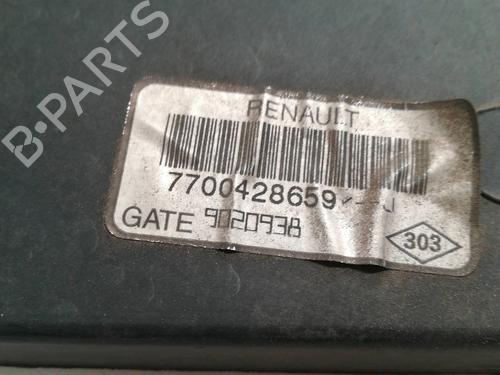 B-PARTS
RENAULT
7700428659---J
GATE 9020938
303